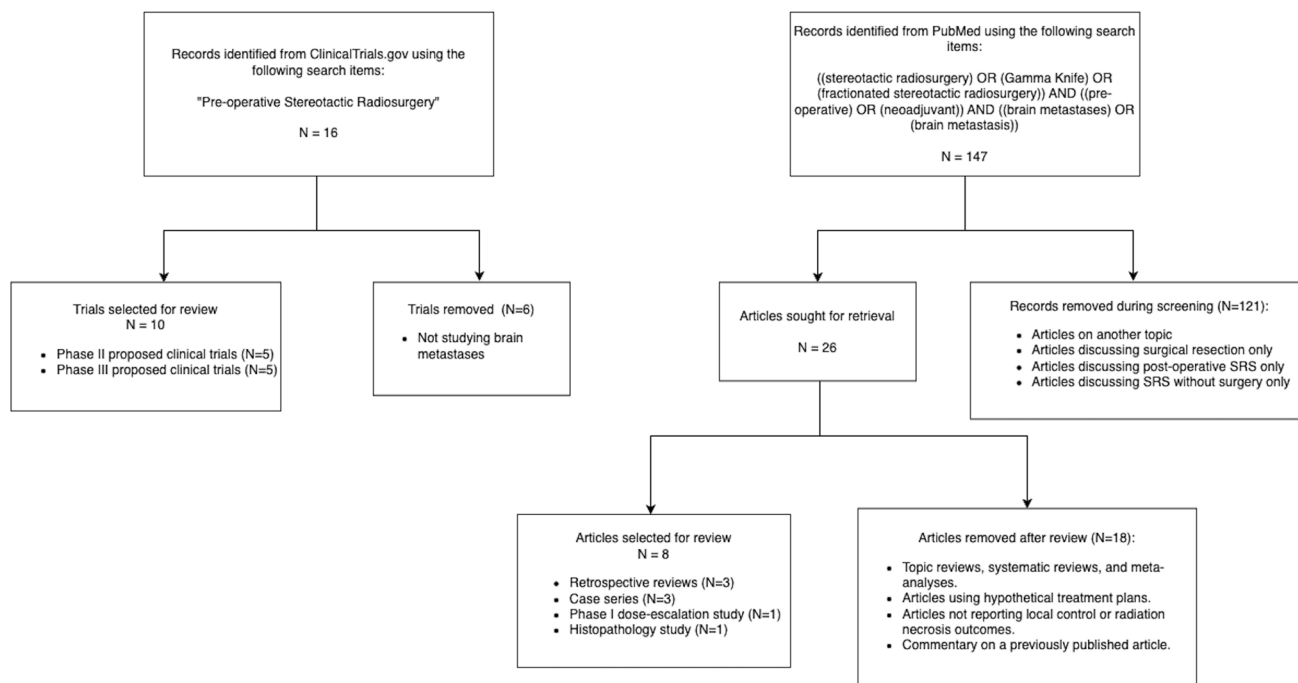 Records identified from ClinicalTrials.gov using the
following search items:
"Pre-operative Stereotactic Radiosurgery"
N = 16
Records identified from PubMed using the following search
items:
((stereotactic radiosurgery) OR (Gamma Knife) OR
(fractionated stereotactic radiosurgery)) AND ((pre-
operative) OR (neoadjuvant)) AND ((brain metastases) OR
(brain metastasis))
N = 147
Trials selected for review
N = 10
• Phase II proposed clinical trials (N=5)
• Phase III proposed clinical trials (N=5)
Trials removed (N=6)
• Not studying brain
metastases
Articles sought for retrieval
N = 26
Records removed during screening (N=121):
• Articles on another topic
• Articles discussing surgical resection only
• Articles discussing post-operative SRS only
• Articles discussing SRS without surgery only
Articles selected for review
N = 8
• Retrospective reviews (N=3)
• Case series (N=3)
• Phase I dose-escalation study (N=1)
• Histopathology study (N=1)
Articles removed after review (N=18):
• Topic reviews, systematic reviews, and meta-
analyses.
• Articles using hypothetical treatment plans.
• Articles not reporting local control or radiation
necrosis outcomes.
• Commentary on a previously published article.